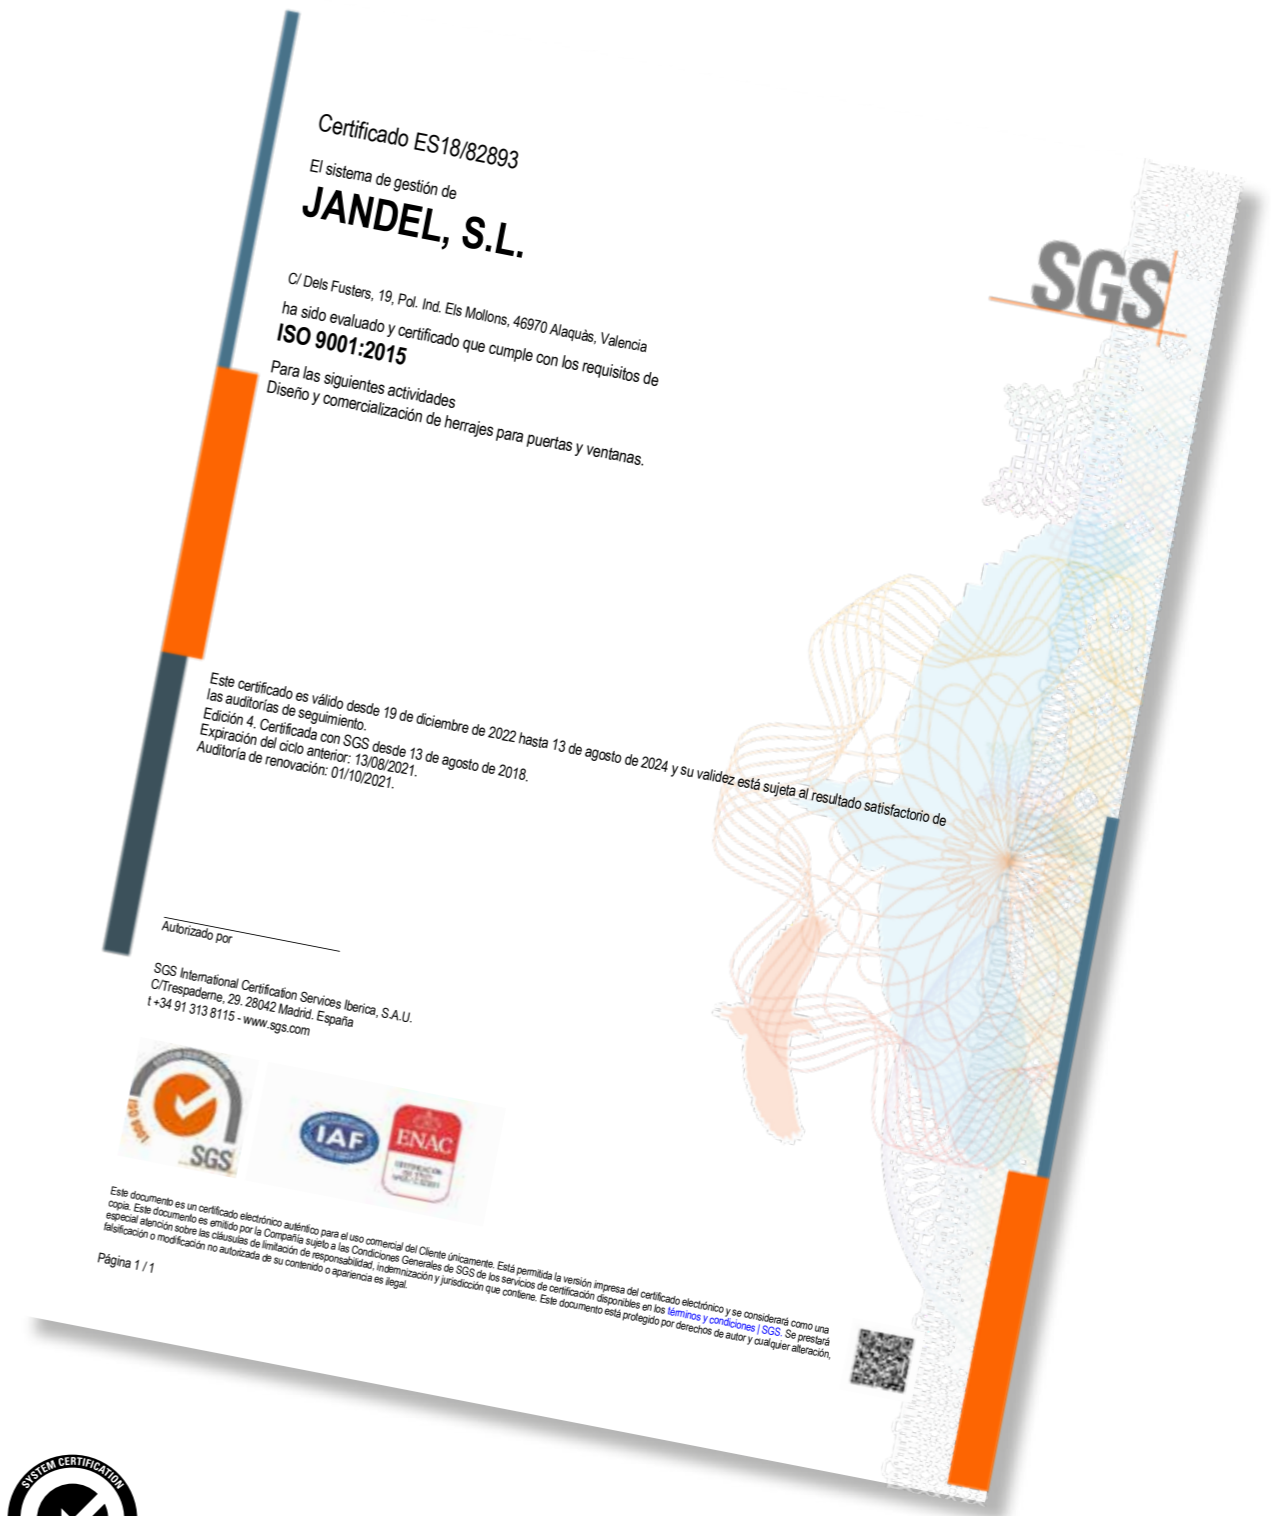 Certificado ES18/82893
El sistema de gestión de
JANDEL, S.L.
SGS
C/ Dels Fusters, 19, Pol. Ind. Els Mollons, 46970 Alaquàs, Valencia
ha sido evaluado y certificado que cumple con los requisitos de
ISO 9001:2015
Para las siguientes actividades
Diseño y comercialización de herrajes para puertas y ventanas.
Este certificado es válido desde 19 de diciembre de 2022 hasta 13 de agosto de 2024 y su validez está sujeta al resultado satisfactorio de
las auditorías de seguimiento.
Edición 4. Certificada con SGS desde 13 de agosto de 2018.
Expiración del ciclo anterior: 13/08/2021.
Auditoría de renovación: 01/10/2021.
Autorizado por
SGS International Certification Services Iberica, S.A.U.
C/Trespaderne, 29. 28042 Madrid. España
t +34 91 313 8115 - www.sgs.com
SYSTEM CERTIFICATION
ISO 9001
SGS
IAF
ENAC
CERTIFICACIÓN
Este documento es un certificado electrónico auténtico para el uso comercial del Cliente únicamente. Está permitida la versión impresa del certificado electrónico y se considerará como una
copia. Este documento es emitido por la Compañía sujeto a las Condiciones Generales de SGS de los servicios de certificación disponibles en los términos y condiciones | SGS. Se prestará
especial atención sobre las cláusulas de limitación de responsabilidad, indemnización y jurisdicción que contiene. Este documento está protegido por derechos de autor y cualquier alteración,
falsificación o modificación no autorizada de su contenido o apariencia es ilegal.
Página 1 / 1
SYSTEM CERTIFICATION